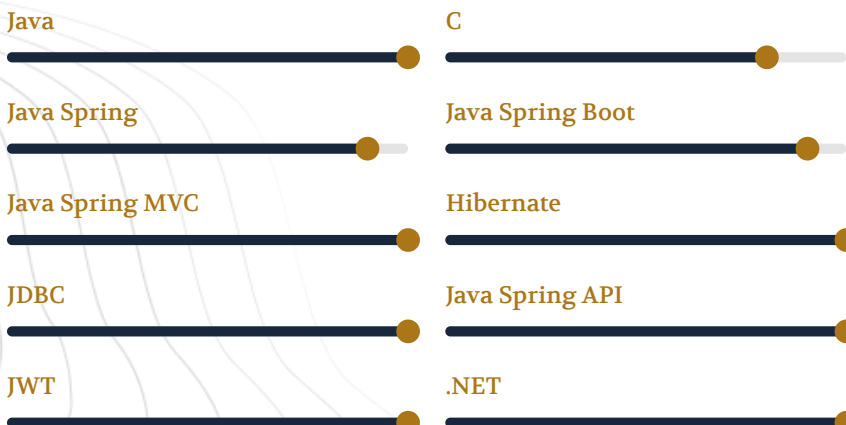 Java
C
Java Spring
Java Spring Boot
Java Spring MVC
Hibernate
JDBC
Java Spring API
JWT
.NET